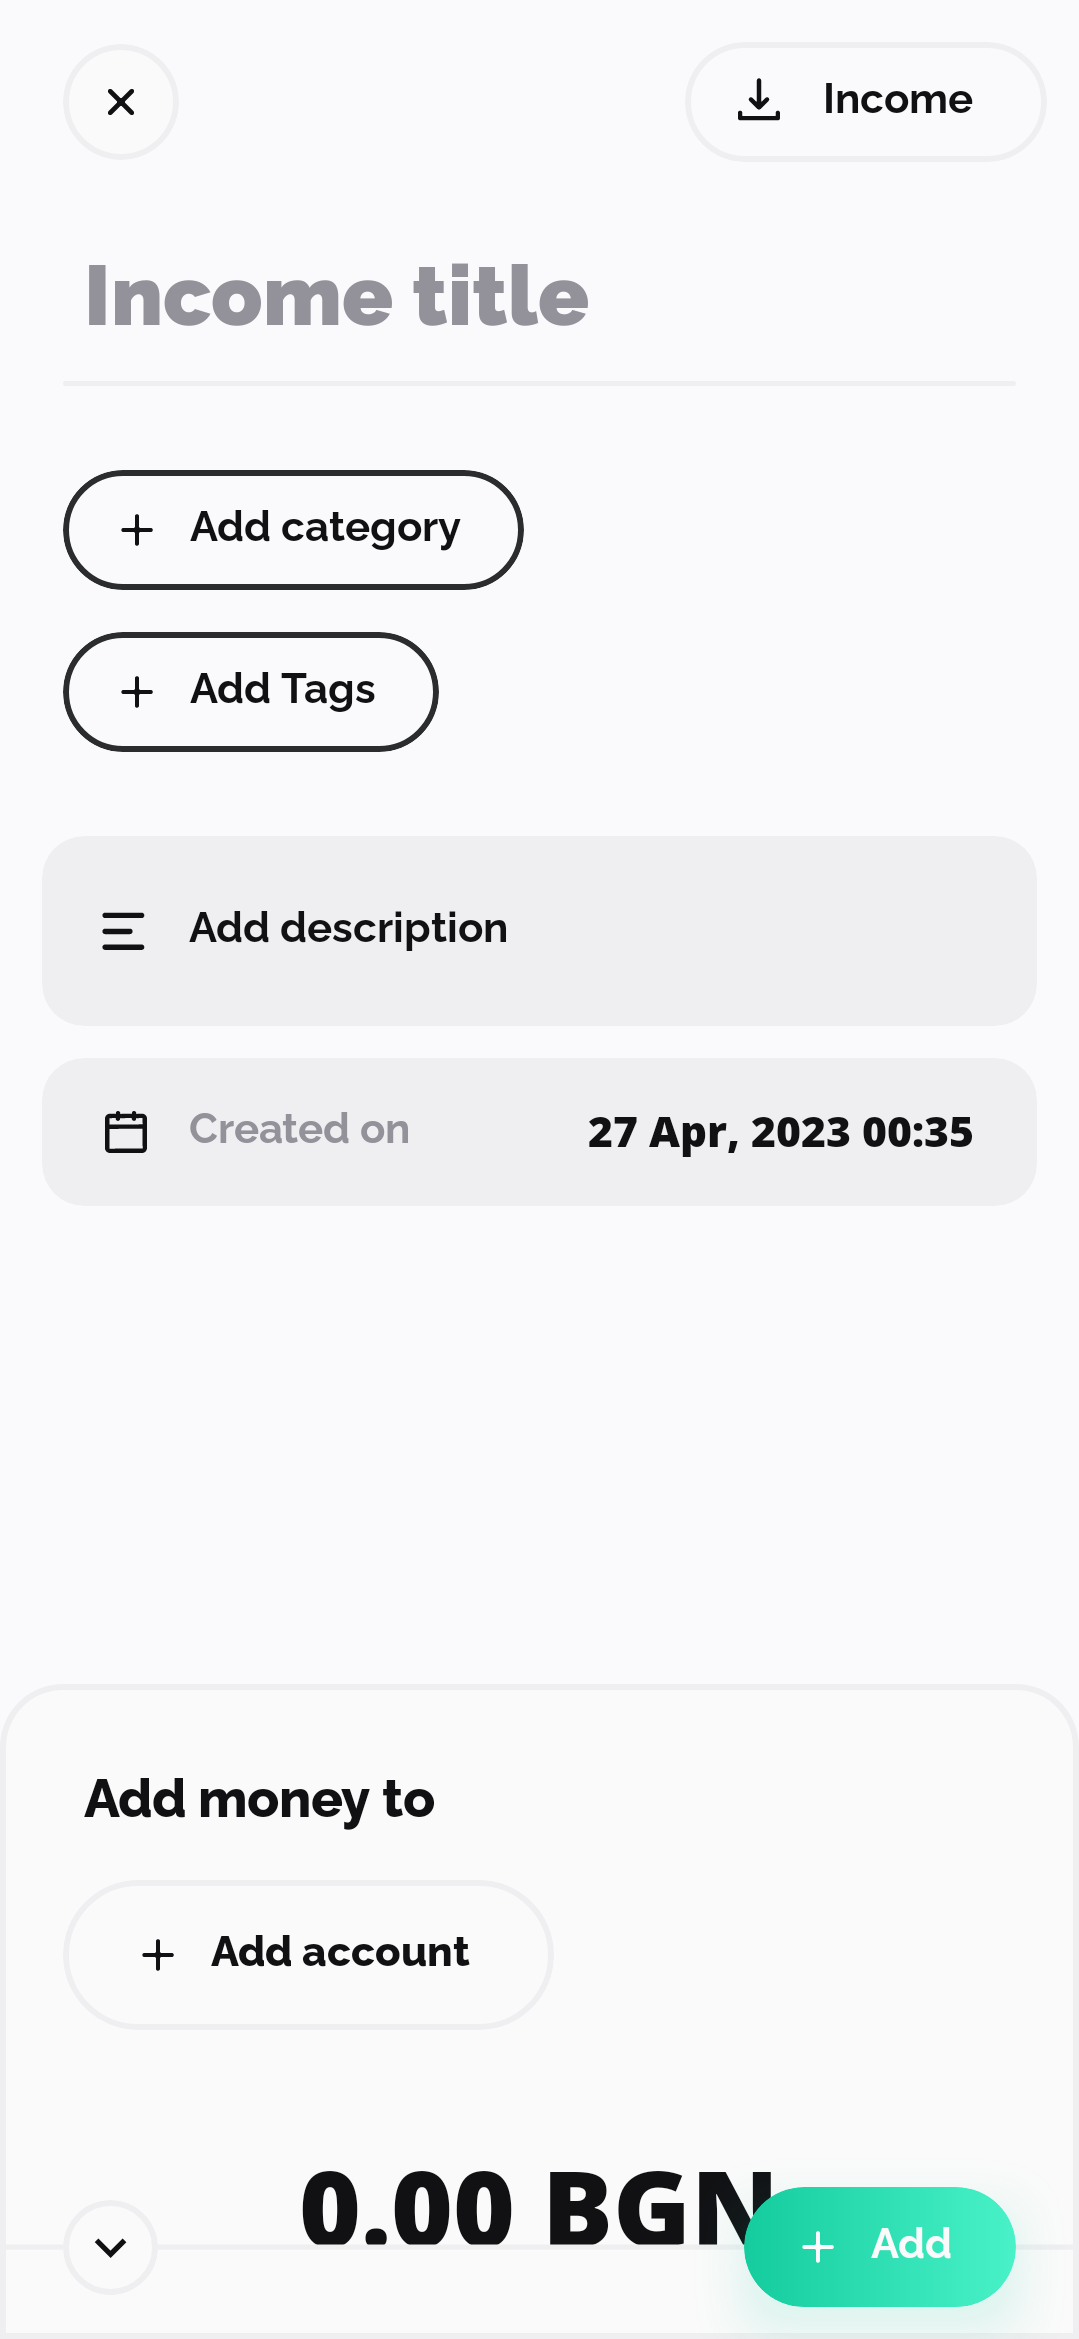 Income
Income title
Add category
Add Tags
Add description
Created on 27 Apr, 2023 00:35
Add money to
Add account
0.00 BGN
Add